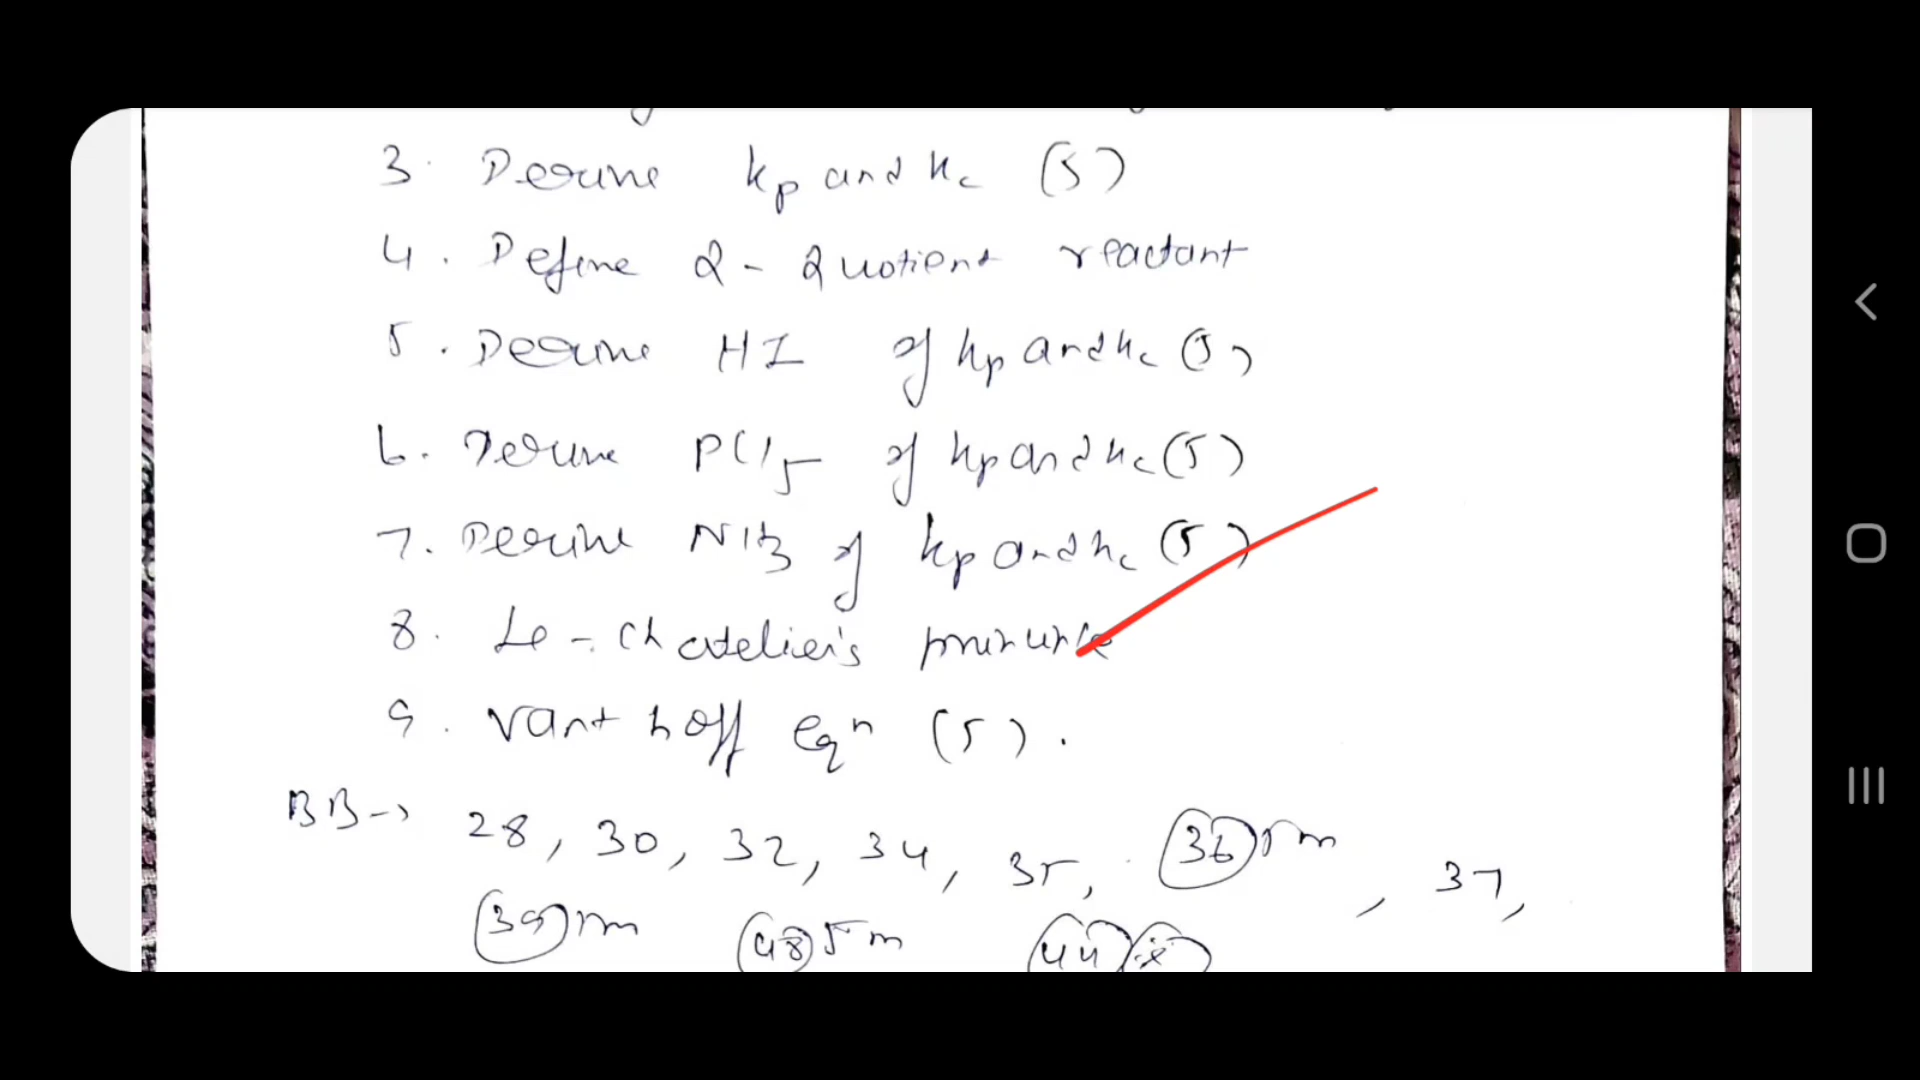 3. Derive kp and kc (5)
4. Define Q - Quotient reactant
5. Derive HI of kp and kc (5)
6. Derive PCl5 of kp and kc (5)
7. Derive NH3 of kp and kc (5)
8. Le - Chatelier's
9. Vant hoff eqn (5).
BB → 28, 30, 32, 34, 35, 36 5m, 37,
39 1m 48 5m 44